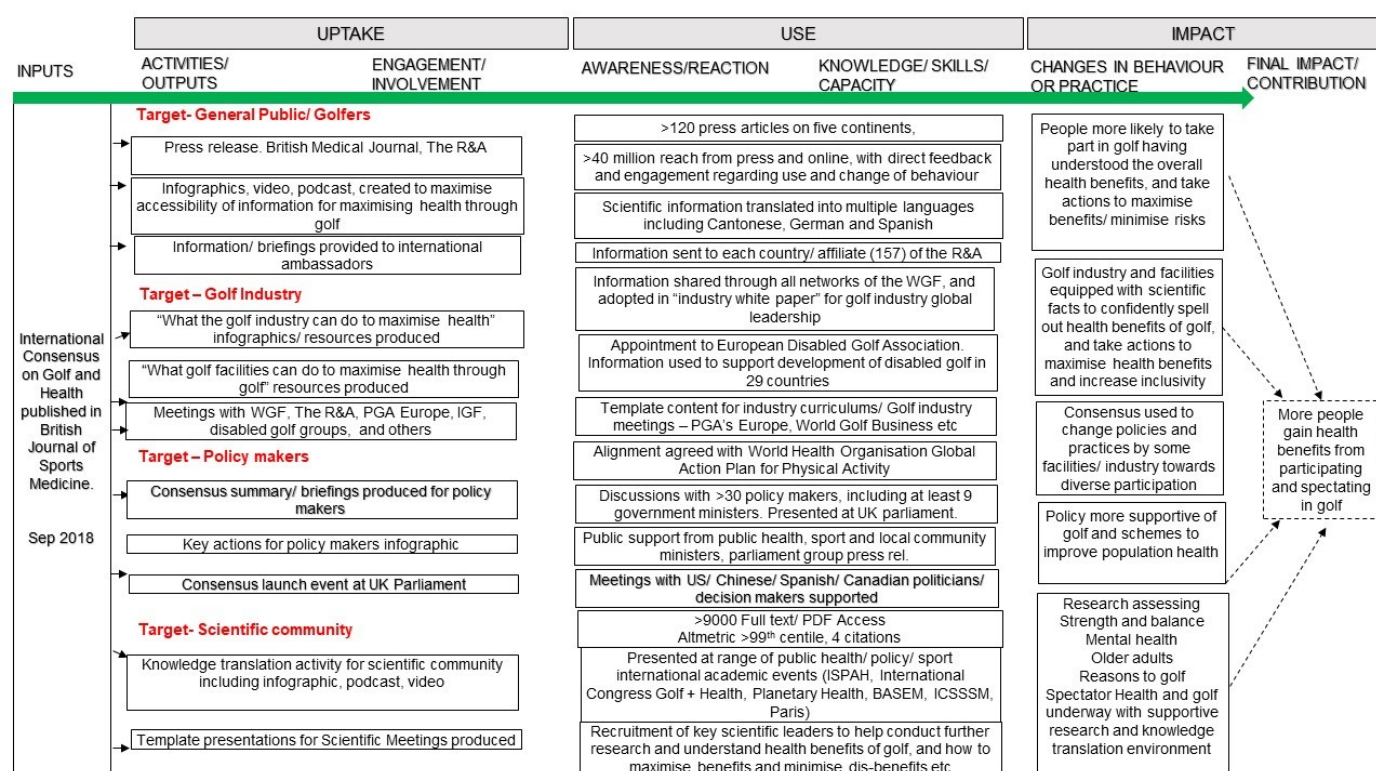 UPTAKE
USE
IMPACT
INPUTS
ACTIVITIES/
OUTPUTS
ENGAGEMENT/
INVOLVEMENT
AWARENESS/REACTION
KNOWLEDGE/ SKILLS/
CAPACITY
CHANGES IN BEHAVIOUR
OR PRACTICE
FINAL IMPACT/
CONTRIBUTION
International
Consensus
on Golf and
Health
published in
British
Journal of
Sports
Medicine.
Sep 2018
Target- General Public/ Golfers
Press release. British Medical Journal, The R&A
Infographics, video, podcast, created to maximise
accessibility of information for maximising health through
golf
Information/ briefings provided to international
ambassadors
Target – Golf Industry
“What the golf industry can do to maximise health”
infographics/ resources produced
“What golf facilities can do to maximise health through
golf” resources produced
Meetings with WGF, The R&A, PGA Europe, IGF,
disabled golf groups, and others
Target – Policy makers
Consensus summary/ briefings produced for policy
makers
Key actions for policy makers infographic
Consensus launch event at UK Parliament
Target- Scientific community
Knowledge translation activity for scientific community
including infographic, podcast, video
Template presentations for Scientific Meetings produced
>120 press articles on five continents,
>40 million reach from press and online, with direct feedback
and engagement regarding use and change of behaviour
Scientific information translated into multiple languages
including Cantonese, German and Spanish
Information sent to each country/ affiliate (157) of the R&A
Information shared through all networks of the WGF, and
adopted in “industry white paper” for golf industry global
leadership
Appointment to European Disabled Golf Association.
Information used to support development of disabled golf in
29 countries
Template content for industry curriculums/ Golf industry
meetings – PGA’s Europe, World Golf Business etc
Alignment agreed with World Health Organisation Global
Action Plan for Physical Activity
Discussions with >30 policy makers, including at least 9
government ministers. Presented at UK parliament.
Public support from public health, sport and local community
ministers, parliament group press rel.
Meetings with US/ Chinese/ Spanish/ Canadian politicians/
decision makers supported
>9000 Full text/ PDF Access
Altmetric >99th centile, 4 citations
Presented at range of public health/ policy/ sport
international academic events (ISPAH, International
Congress Golf + Health, Planetary Health, BASEM, ICSSSM,
Paris)
Recruitment of key scientific leaders to help conduct further
research and understand health benefits of golf, and how to
maximise benefits and minimise dis-benefits etc
People more likely to take
part in golf having
understood the overall
health benefits, and take
actions to maximise
benefits/ minimise risks
Golf industry and facilities
equipped with scientific
facts to confidently spell
out health benefits of golf,
and take actions to
maximise health benefits
and increase inclusivity
Consensus used to
change policies and
practices by some
facilities/ industry towards
diverse participation
Policy more supportive of
golf and schemes to
improve population health
Research assessing
Strength and balance
Mental health
Older adults
Reasons to golf
Spectator Health and golf
underway with supportive
research and knowledge
translation environment
More people
gain health
benefits from
participating
and spectating
in golf